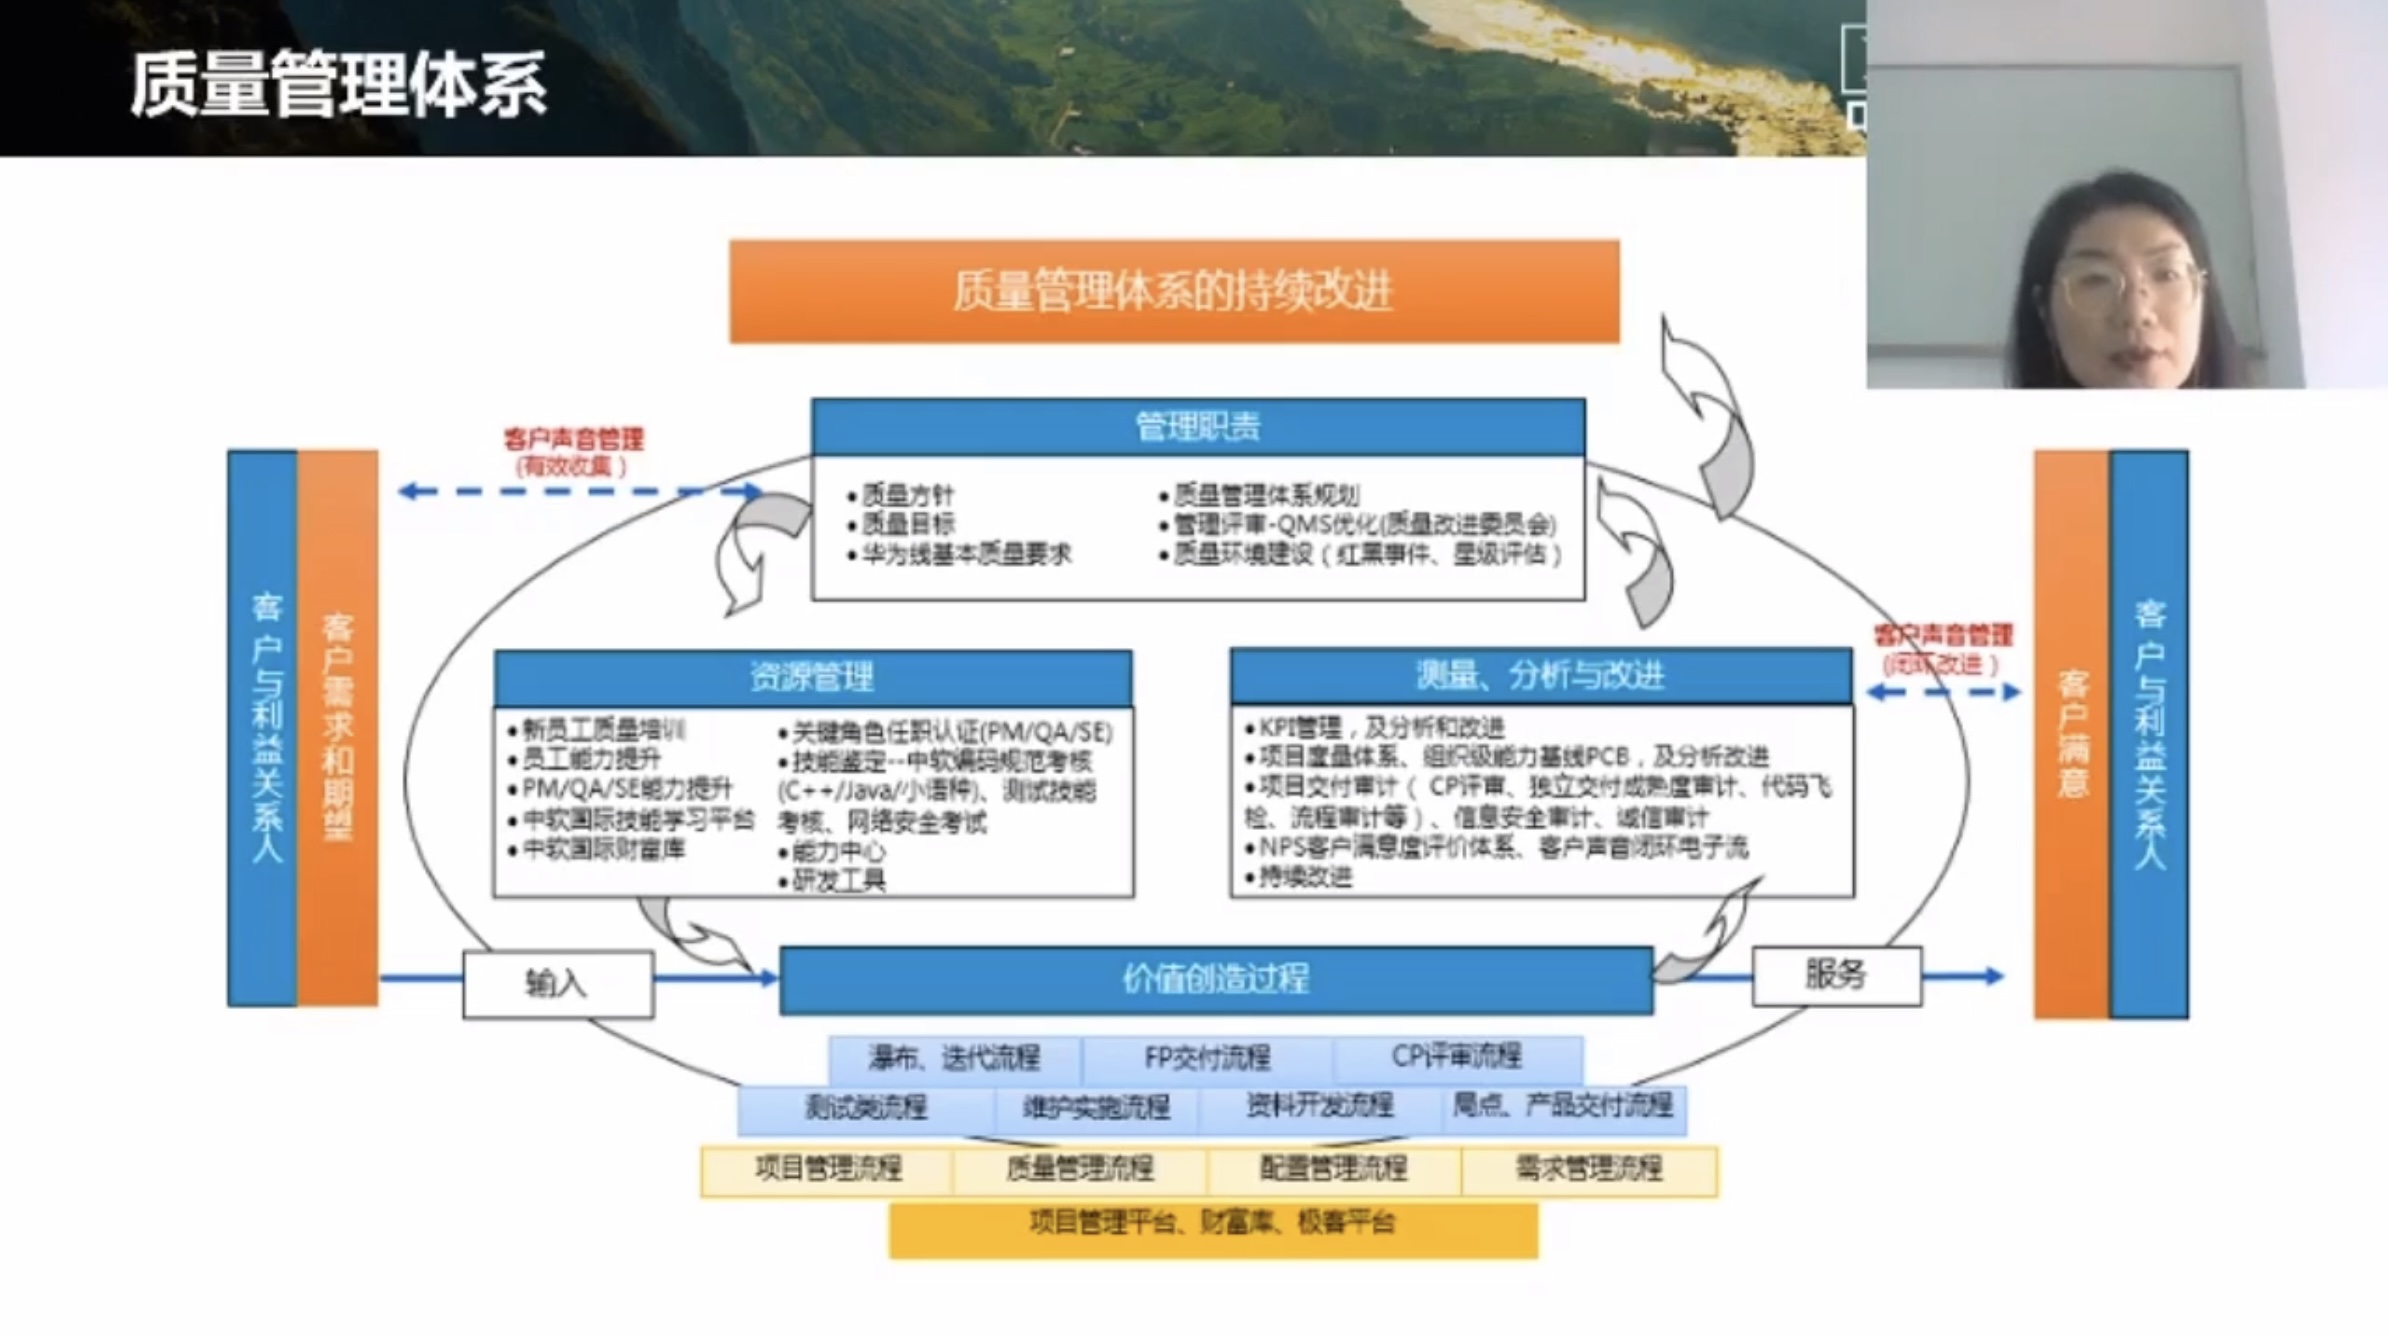 质量管理体系
质量管理体系的持续改进
管理职责
•质量方针
•质量目标
•华为线基本质量要求
•质量管理体系规划
•管理评审-QMS优化(质量改进委员会)
•质量环境建设（红黑事件、星级评估）
客户声音管理
(有效收集)
客户与利益关系人
客户需求和期望
资源管理
•新员工质量培训
•员工能力提升
•PM/QA/SE能力提升
•中软国际技能学习平台
•中软国际财富库
•关键角色任职认证(PM/QA/SE)
•技能鉴定--中软编码规范考核
(C++/Java/小语种)、测试技能
考核、网络安全考试
•能力中心
•研发工具
测量、分析与改进
•KPI管理，及分析和改进
•项目度量体系、组织级能力基线PCB，及分析改进
•项目交付审计（ CP评审、独立交付成熟度审计、代码飞
检、流程审计等）、信息安全审计、诚信审计
•NPS客户满意度评价体系、客户声音闭环电子流
•持续改进
客户声音管理
(闭环改进)
客户满意
客户与利益关系人
输入
价值创造过程
服务
瀑布、迭代流程
FP交付流程
CP评审流程
测试类流程
维护实施流程
资料开发流程
局点、产品交付流程
项目管理流程
质量管理流程
配置管理流程
需求管理流程
项目管理平台、财富库、极客平台